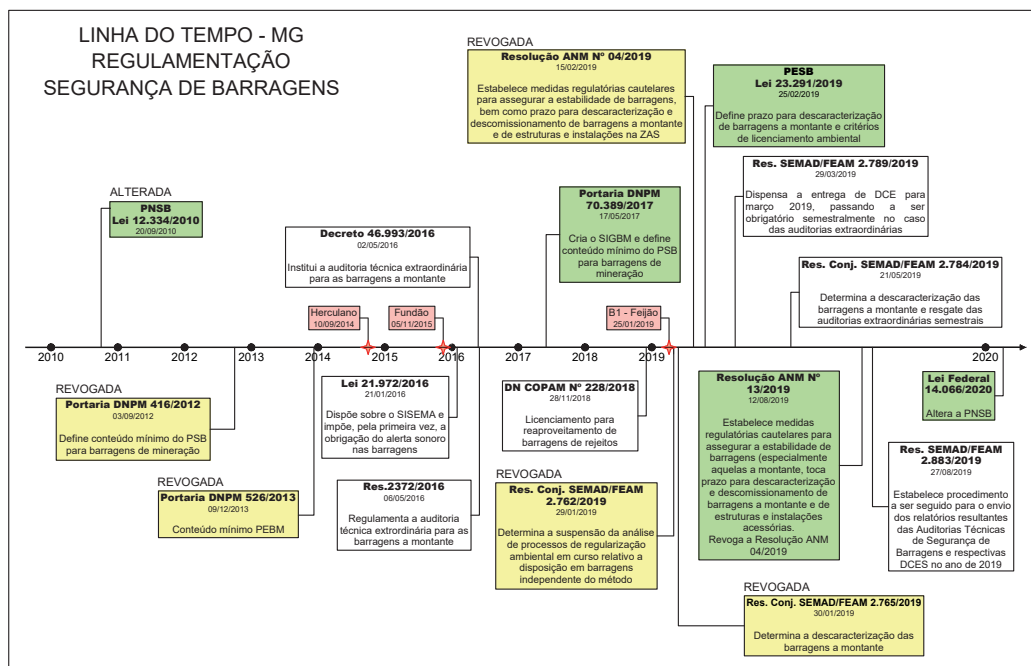 LINHA DO TEMPO - MG
REGULAMENTAÇÃO
SEGURANÇA DE BARRAGENS
REVOGADA
Resolução ANM Nº 04/2019
15/02/2019
Estabelece medidas regulatórias cautelares
para assegurar a estabilidade de barragens,
bem como prazo para descaracterização e
descomissionamento de barragens a montante
e de estruturas e instalações na ZAS
PESB
Lei 23.291/2019
25/02/2019
Define prazo para descaracterização
de barragens a montante e critérios
de licenciamento ambiental
Res. SEMAD/FEAM 2.789/2019
29/03/2019
Dispensa a entrega de DCE para
março 2019, passando a ser
obrigatório semestralmente no caso
das auditorias extraordinárias
ALTERADA
PNSB
Lei 12.334/2010
20/09/2010
Portaria DNPM
70.389/2017
17/05/2017
Cria o SIGBM e define
conteúdo mínimo do PSB
para barragens de
mineração
Decreto 46.993/2016
02/05/2016
Institui a auditoria técnica extraordinária
para as barragens a montante
Res. Conj. SEMAD/FEAM 2.784/2019
21/05/2019
Determina a descaracterização das
barragens a montante e resgate das
auditorias extraordinárias semestrais
Herculano
10/09/2014
Fundão
05/11/2015
B1 - Feijão
25/01/2019
2010
2011
2012
2013
2014
2015
2016
2017
2018
2019
2020
REVOGADA
Portaria DNPM 416/2012
03/09/2012
Define conteúdo mínimo do PSB
para barragens de mineração
REVOGADA
Portaria DNPM 526/2013
09/12/2013
Conteúdo mínimo PEBM
Lei 21.972/2016
21/01/2016
Dispõe sobre o SISEMA e
impõe, pela primeira vez, a
obrigação do alerta sonoro
nas barragens
Res.2372/2016
06/05/2016
Regulamenta a auditoria
técnica extrordinária para as
barragens a montante
DN COPAM Nº 228/2018
28/11/2018
Licenciamento para
reaproveitamento de
barragens de rejeitos
REVOGADA
Res. Conj. SEMAD/FEAM
2.762/2019
29/01/2019
Determina a suspensão da análise
de processos de regularização
ambiental em curso relativo a
disposição em barragens
independente do método
Resolução ANM Nº
13/2019
12/08/2019
Estabelece medidas
regulatórias cautelares para
assegurar a estabilidade de
barragens (especialmente
aquelas a montante, toca
prazo para descaracterização
e descomissionamento de
barragens a montante e de
estruturas e instalações
acessórias.
Revoga a Resolução ANM
04/2019
Lei Federal
14.066/2020
Altera a PNSB
Res. SEMAD/FEAM
2.883/2019
27/08/2019
Estabelece procedimento
a ser seguido para o envio
dos relatórios resultantes
das Auditorias Técnicas
de Segurança de
Barragens e respectivas
DCES no ano de 2019
REVOGADA
Res. Conj. SEMAD/FEAM 2.765/2019
30/01/2019
Determina a descaracterização das
barragens a montante